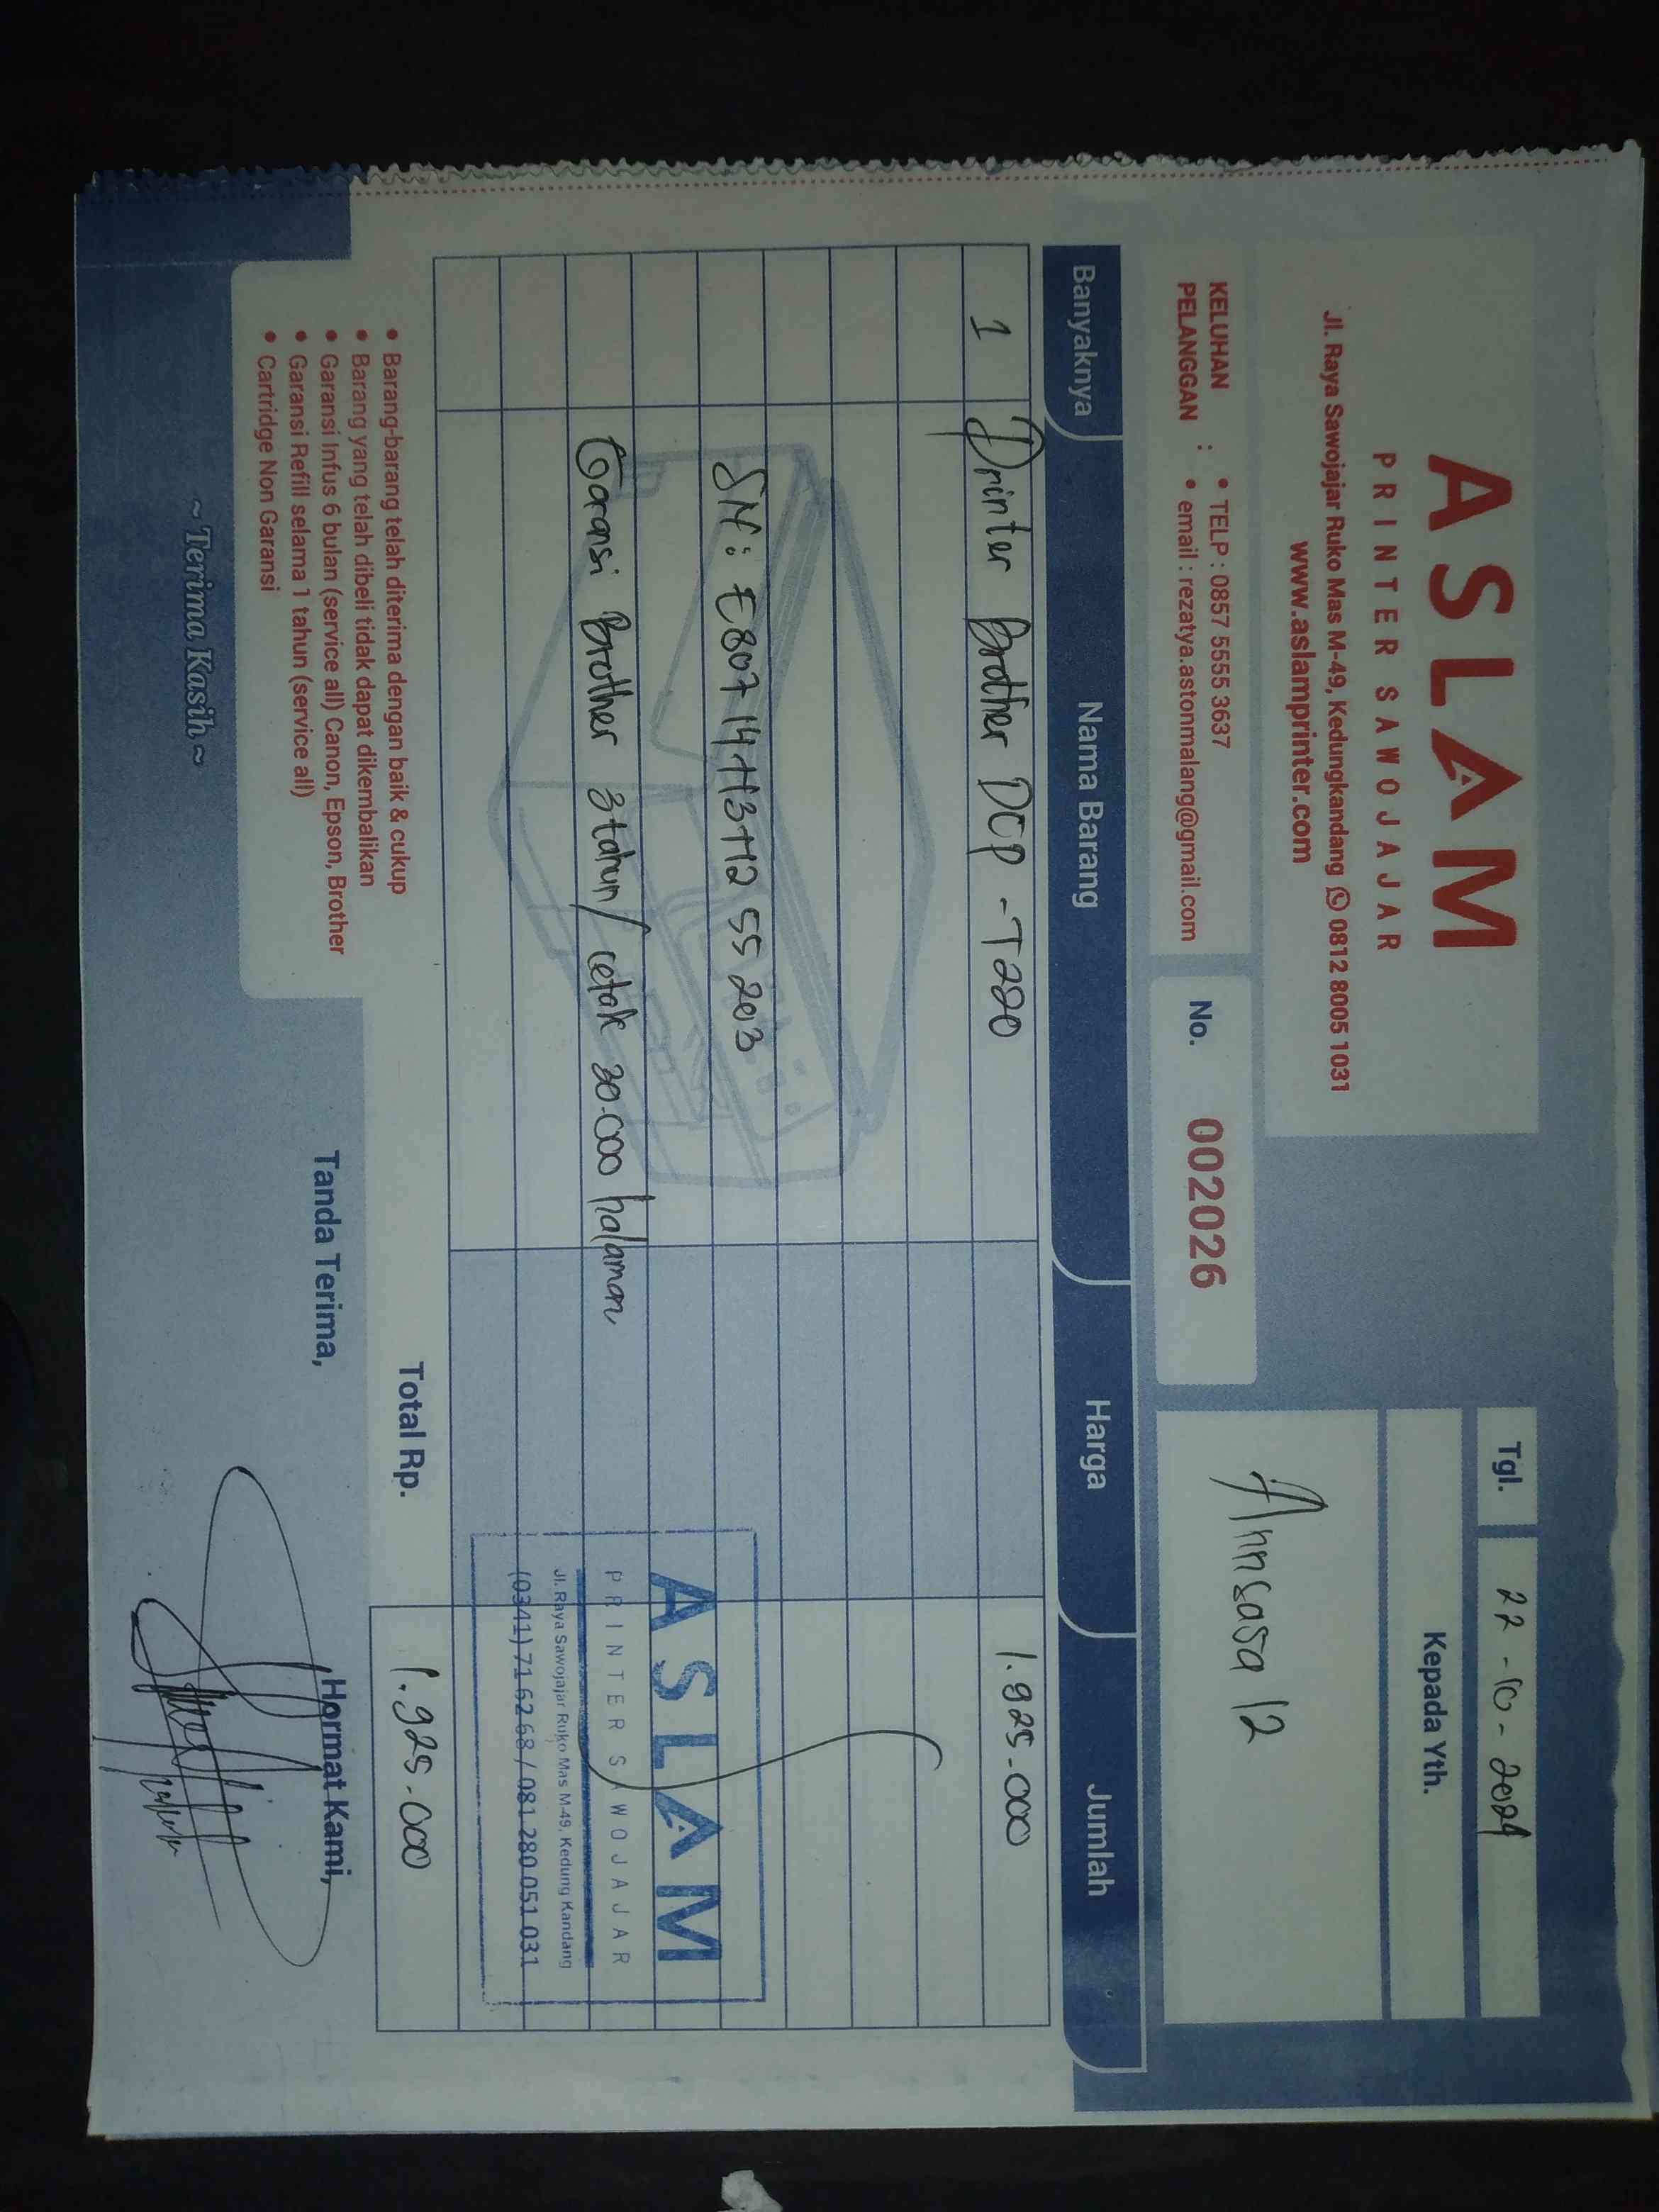 ASLAM
PRINTER SAWOJAJAR
Jl. Raya Sawojajar Ruko Mas M-49, Kedungkandang 0812 8005 1031
www.aslamprinter.com
Tgl. 22-10-2024
Kepada Yth.
Annasa 12
KELUHAN PELANGGAN :
• TELP : 0857 5555 3637
• email : rezatya.astonmalang@gmail.com
No. 002026
Banyaknya Nama Barang Harga Jumlah
1 Printer Brother DCP-T220 1.925.000
SN: E80714H3H255203
Garansi Brother 3 tahun/cetak 30.000 halaman
ASLAM
PRINTER SAWOJAJAR
Jl. Raya Sawojajar Ruko Mas M-49, Kedung Kandang
(0341) 71 62 68 / 081 280 051 031
Total Rp. 1.925.000
• Barang-barang telah diterima dengan baik & cukup
• Barang yang telah dibeli tidak dapat dikembalikan
• Garansi Infus 6 bulan (service all) Canon, Epson, Brother
• Garansi Refill selama 1 tahun (service all)
• Cartridge Non Garansi
Tanda Terima,
Hormat Kami,
~ Terima Kasih ~